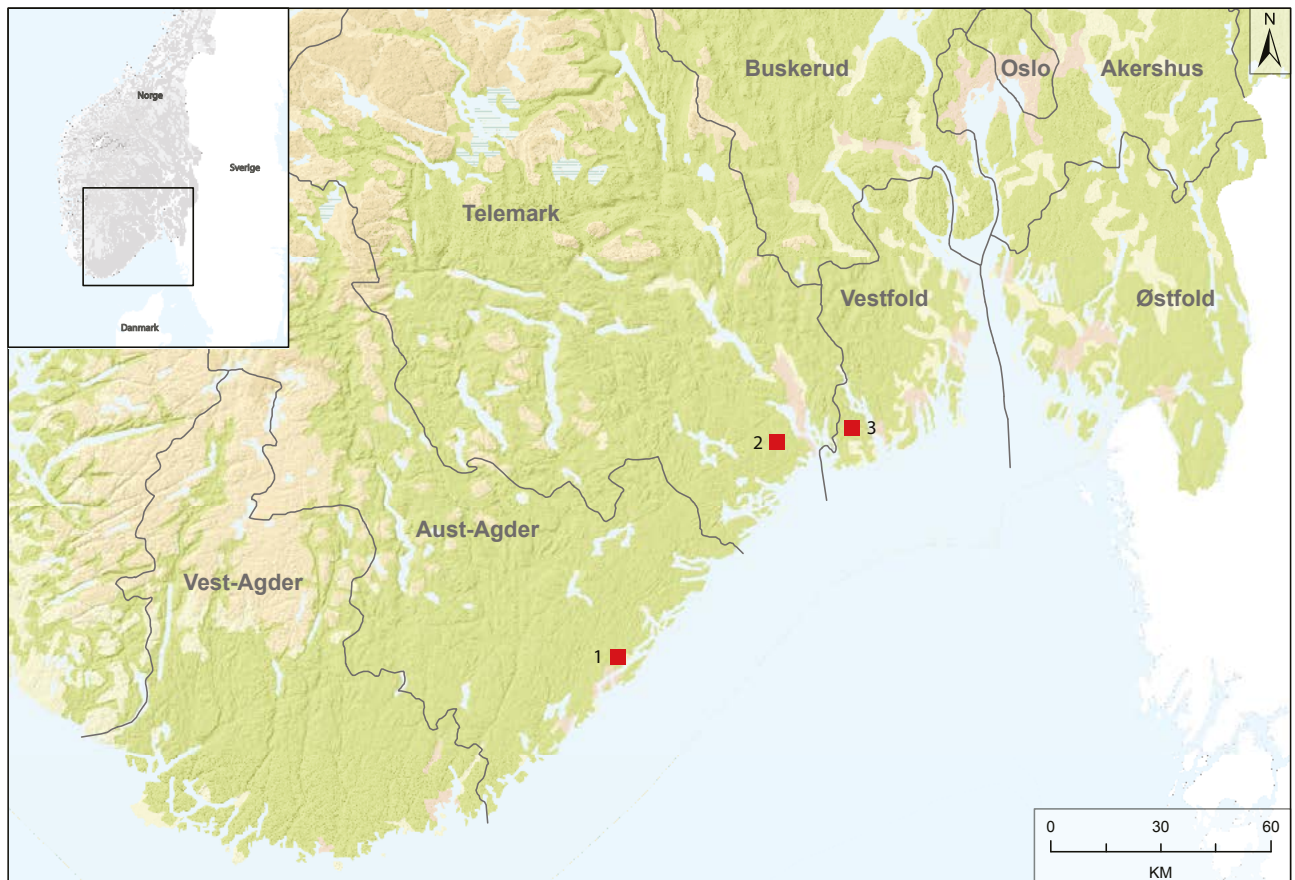 Norge
Sverige
Danmark
N
Buskerud
Oslo
Akershus
Telemark
Vestfold
Østfold
2
3
Aust-Agder
Vest-Agder
1
0
30
60
KM